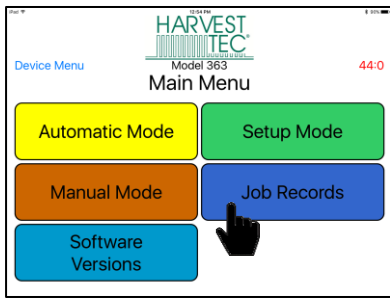 iPad
12:54 PM
HARVEST
TEC
Device Menu
Model 363
44:0
Main Menu
Automatic Mode
Setup Mode
Manual Mode
Job Records
Software
Versions